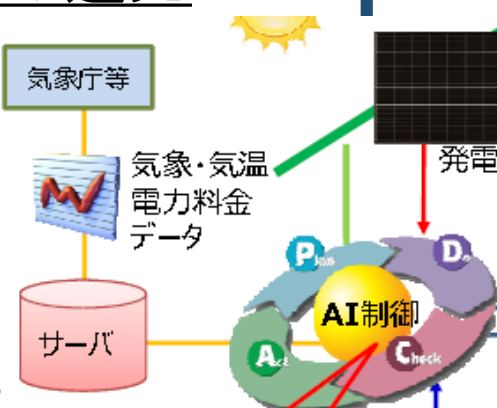 気象庁等
気象・気温
電力料金
データ
発電
Plan
Do
AI制御
サーバ
Act
Check